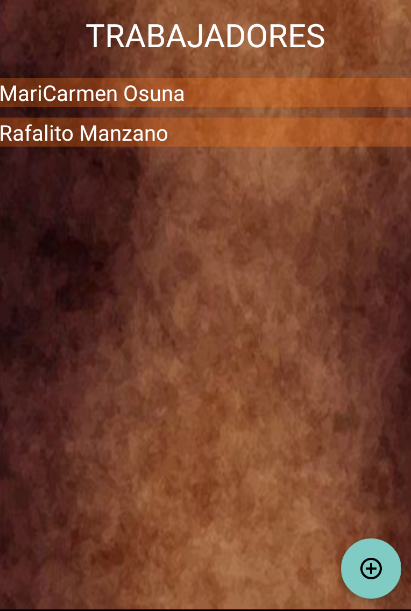 TRABAJADORES
MariCarmen Osuna
Rafalito Manzano